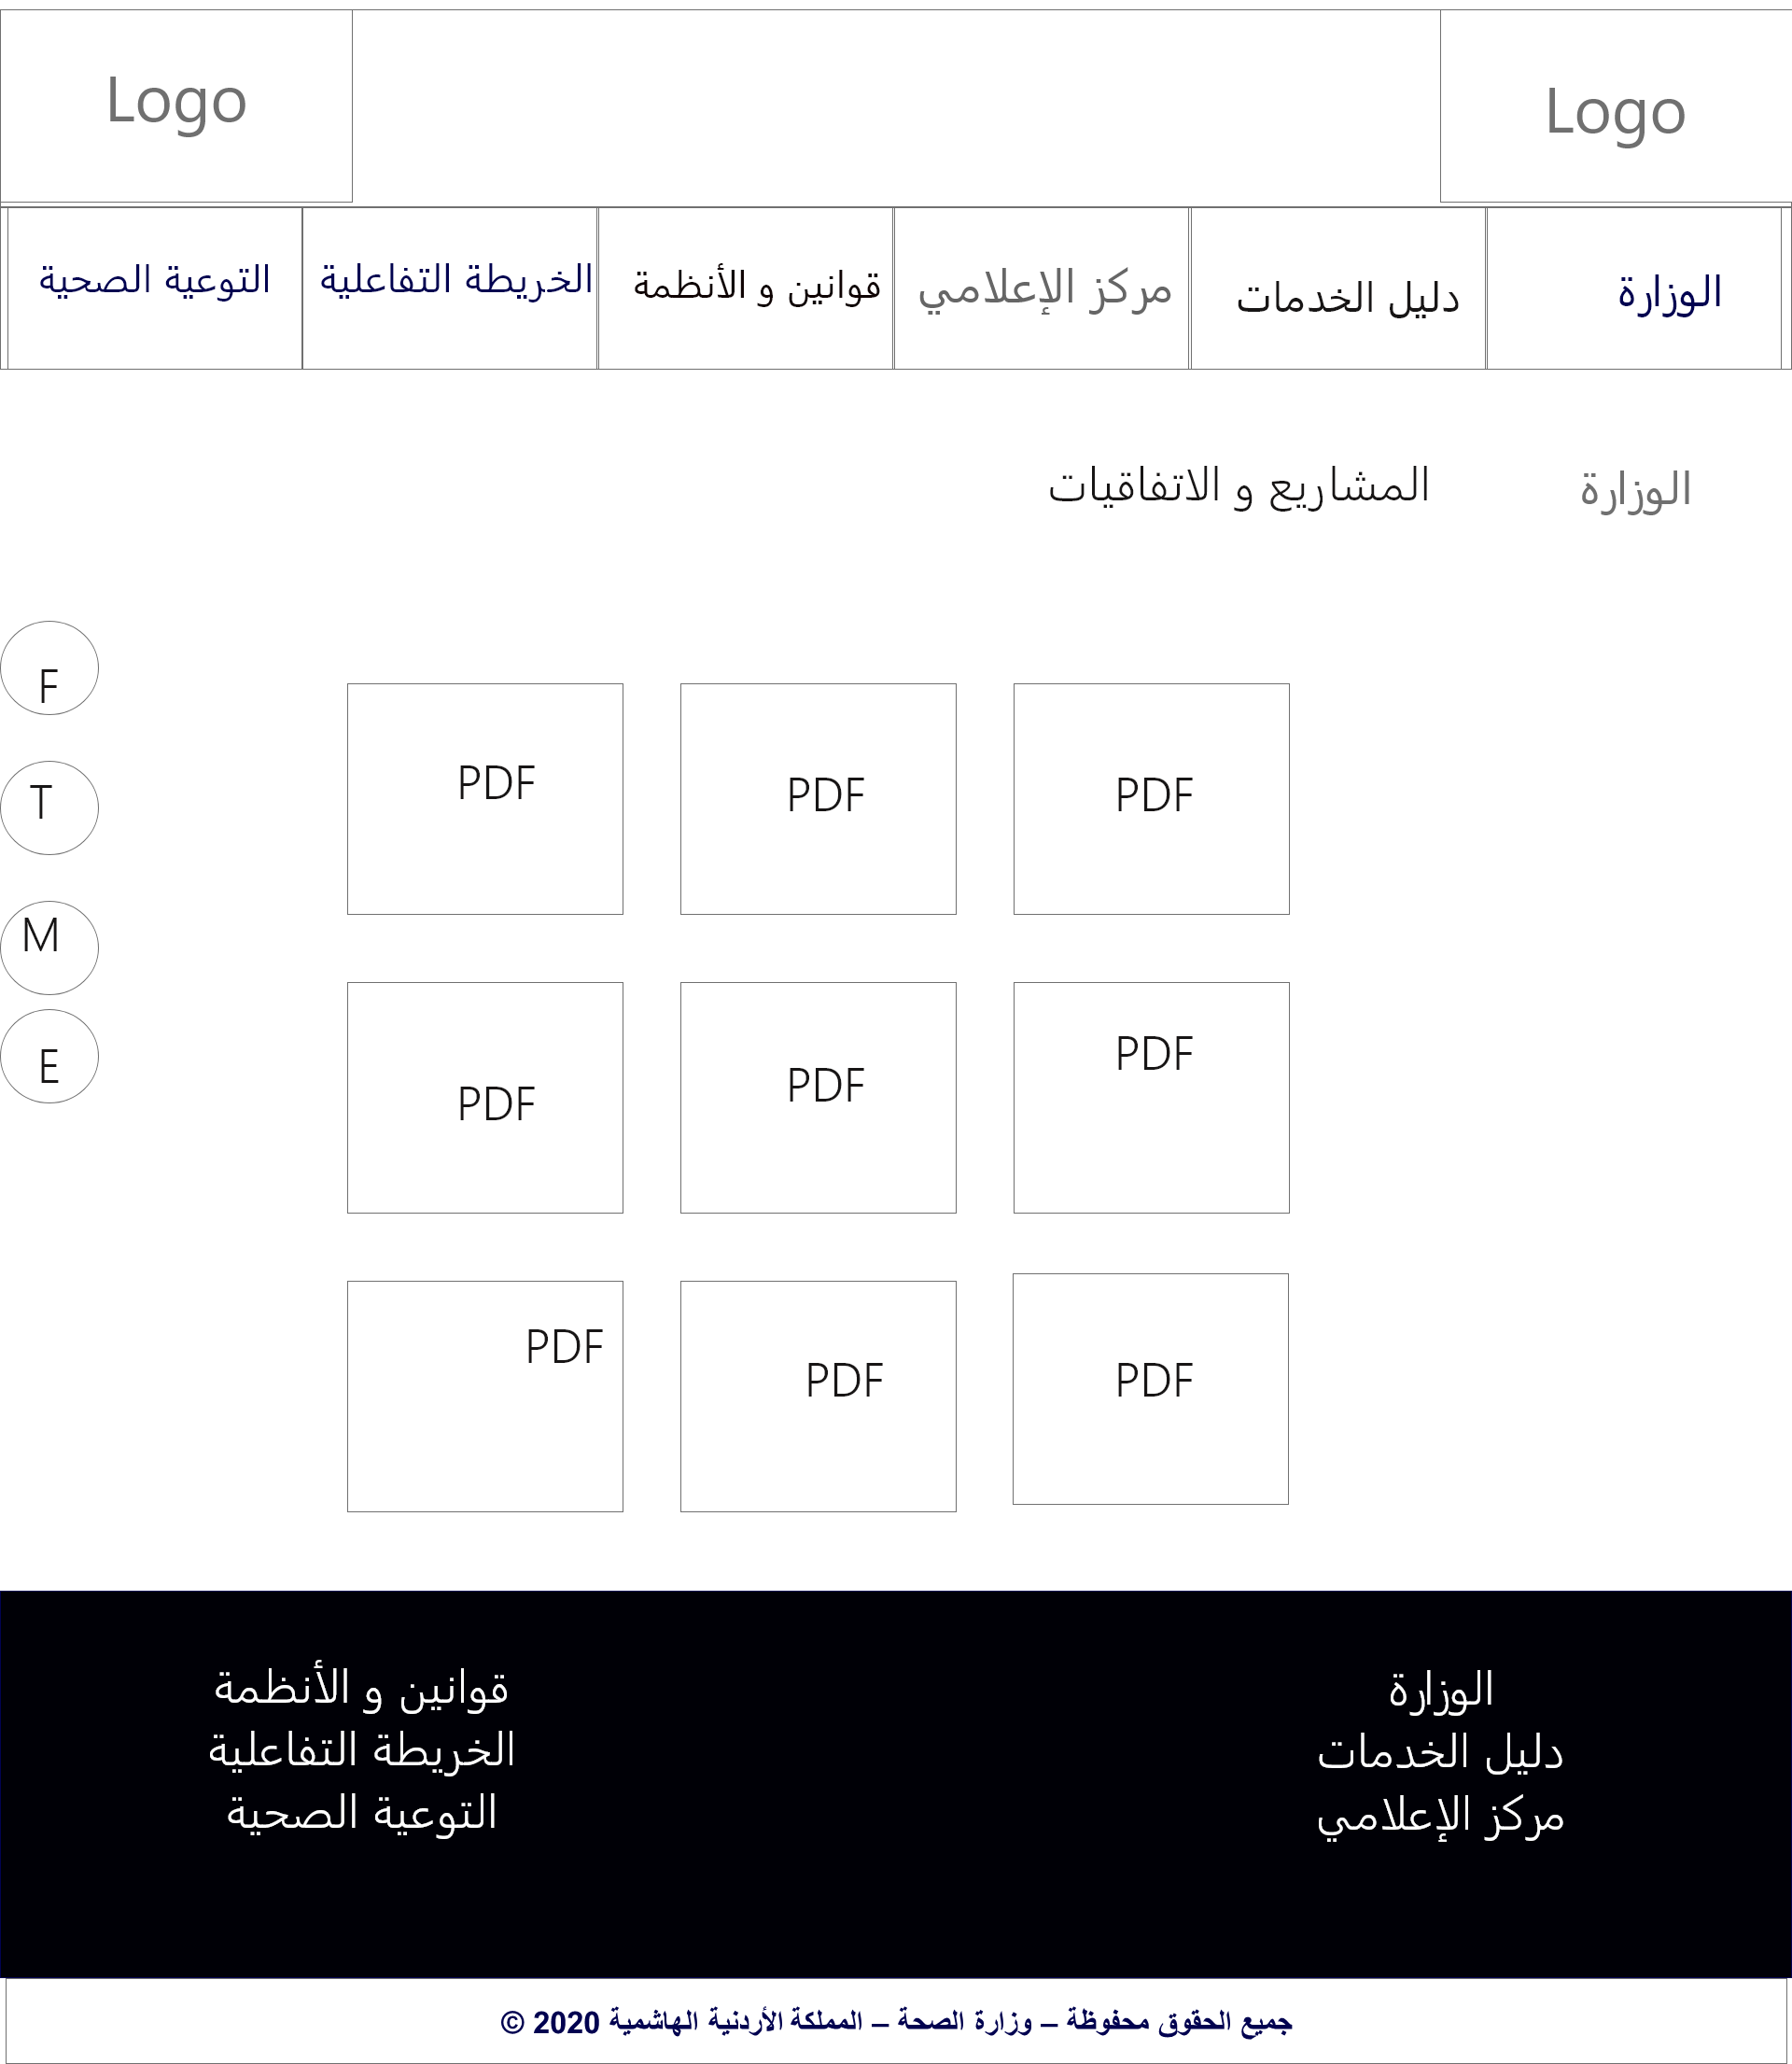 Logo
Logo
الوزارة
دليل الخدمات
مركز الإعلامي
قوانين و الأنظمة
الخريطة التفاعلية
التوعية الصحية
الوزارة
المشاريع و الاتفاقيات
F
T
M
E
PDF
PDF
PDF
PDF
PDF
PDF
PDF
PDF
PDF
الوزارة
دليل الخدمات
مركز الإعلامي
قوانين و الأنظمة
الخريطة التفاعلية
التوعية الصحية
جميع الحقوق محفوظة – وزارة الصحة – المملكة الأردنية الهاشمية 2020 ©